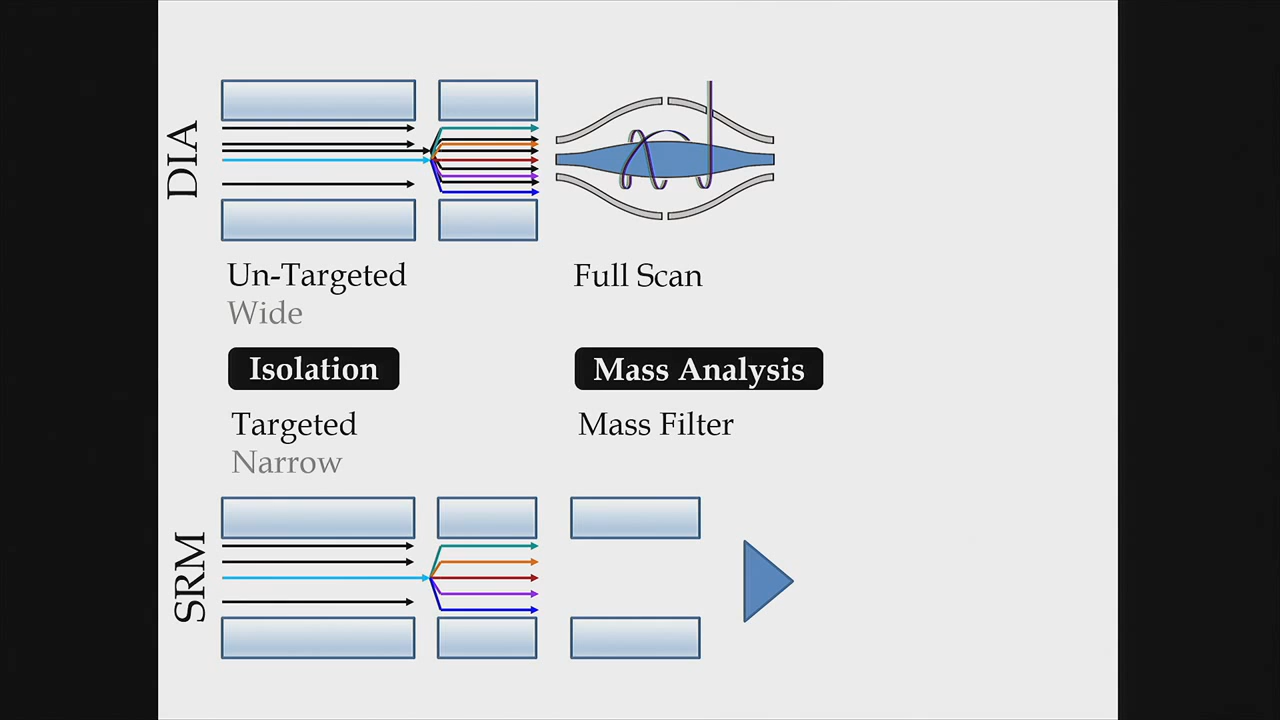 DIA
Un-Targeted
Wide
Full Scan
Isolation
Mass Analysis
Targeted
Narrow
Mass Filter
SRM